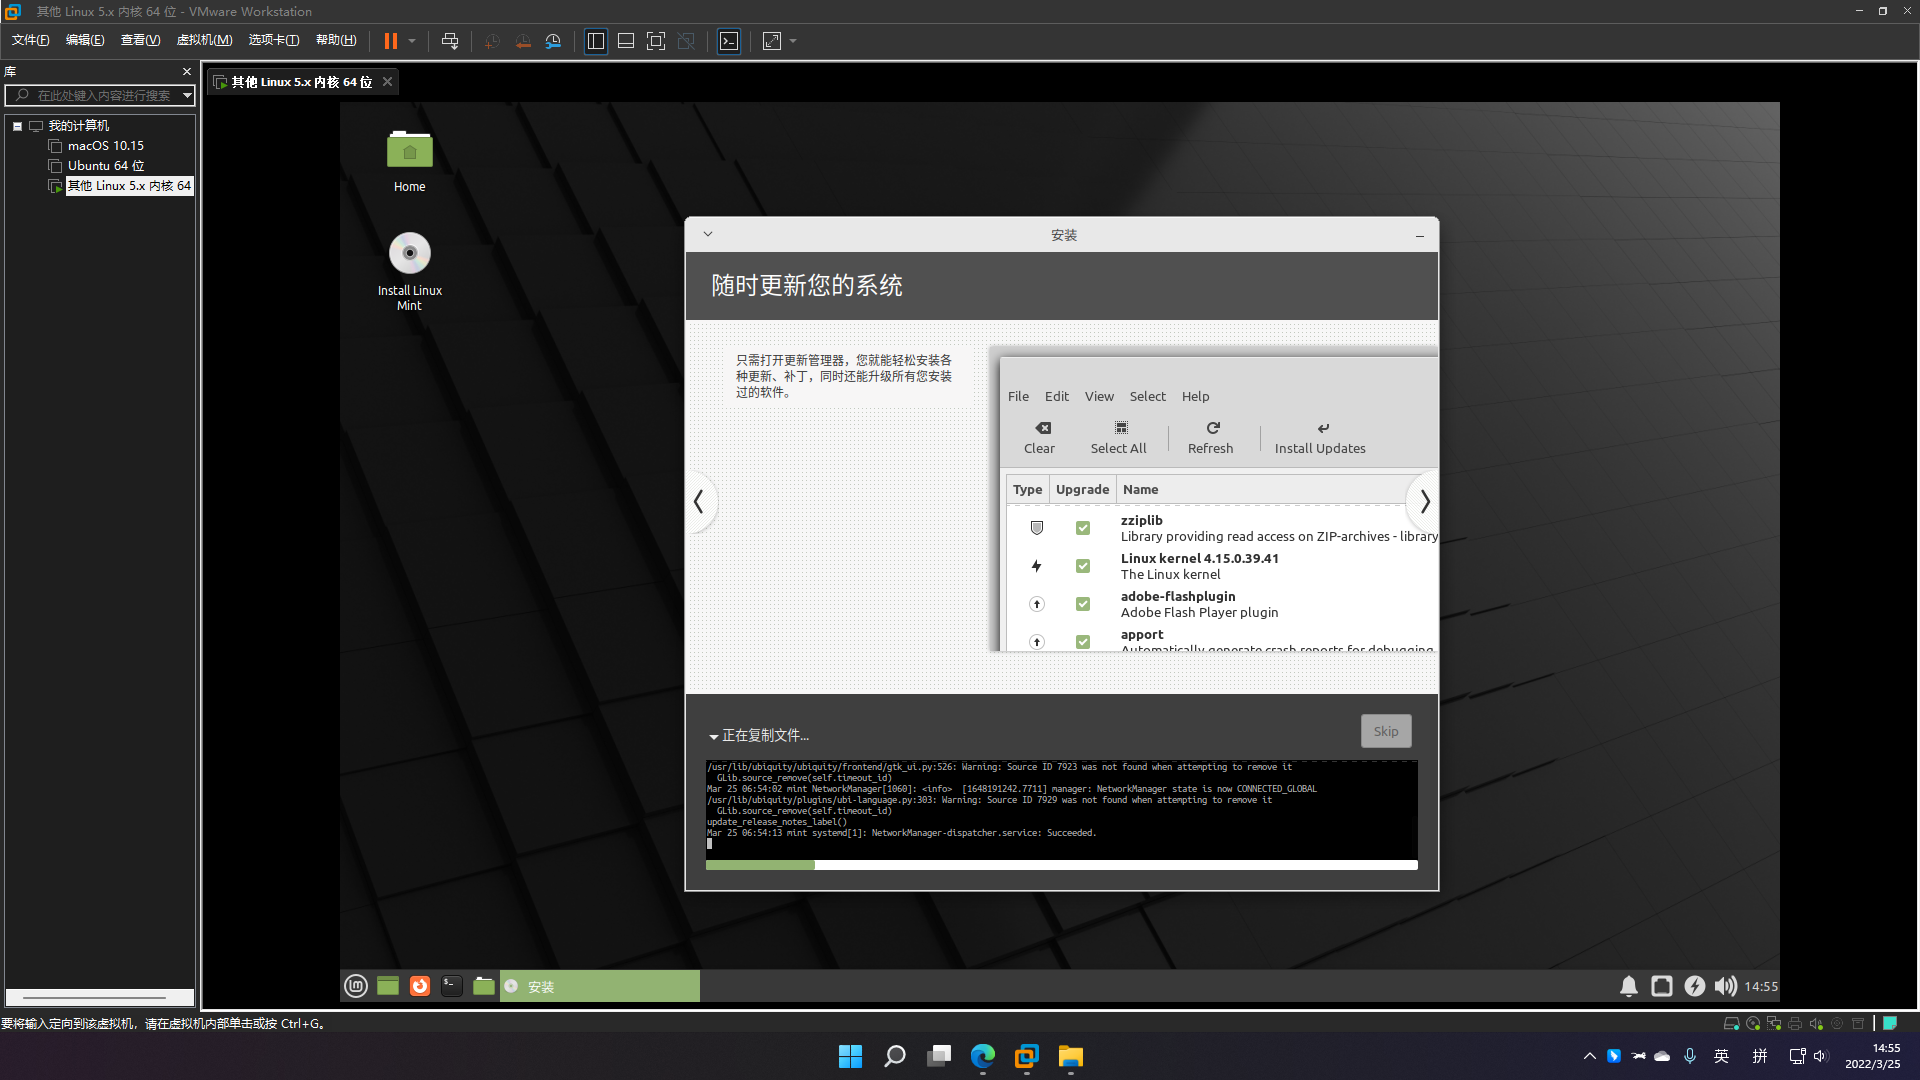 其他 Linux 5.x 内核 64 位 - VMware Workstation
文件(F) 编辑(E) 查看(V) 虚拟机(M) 选项卡(T) 帮助(H)
库
在此处键入内容进行搜索
我的计算机
macOS 10.15
Ubuntu 64 位
其他 Linux 5.x 内核 64
其他 Linux 5.x 内核 64 位
Home
Install Linux
Mint
安装
随时更新您的系统
只需打开更新管理器，您就能轻松安装各
种更新、补丁，同时还能升级所有您安装
过的软件。
File Edit View Select Help
Clear Select All Refresh Install Updates
Type Upgrade Name
zziplib
Library providing read access on ZIP-archives - library
Linux kernel 4.15.0.39.41
The Linux kernel
adobe-flashplugin
Adobe Flash Player plugin
apport
Automatically generate crash reports for debugging
正在复制文件...
Skip
/usr/lib/ubiquity/ubiquity/frontend/gtk_ui.py:526: Warning: Source ID 7923 was not found when attempting to remove it
GLib.source_remove(self.timeout_id)
Mar 25 06:54:02 mint NetworkManager[1060]: <info>  [1648191242.7711] manager: NetworkManager state is now CONNECTED_GLOBAL
/usr/lib/ubiquity/plugins/ubi-language.py:303: Warning: Source ID 7929 was not found when attempting to remove it
GLib.source_remove(self.timeout_id)
update_release_notes_label()
Mar 25 06:54:13 mint systemd[1]: NetworkManager-dispatcher.service: Succeeded.
安装
14:55
要将输入定向到该虚拟机，请在虚拟机内部单击或按 Ctrl+G。
英 拼
14:55
2022/3/25